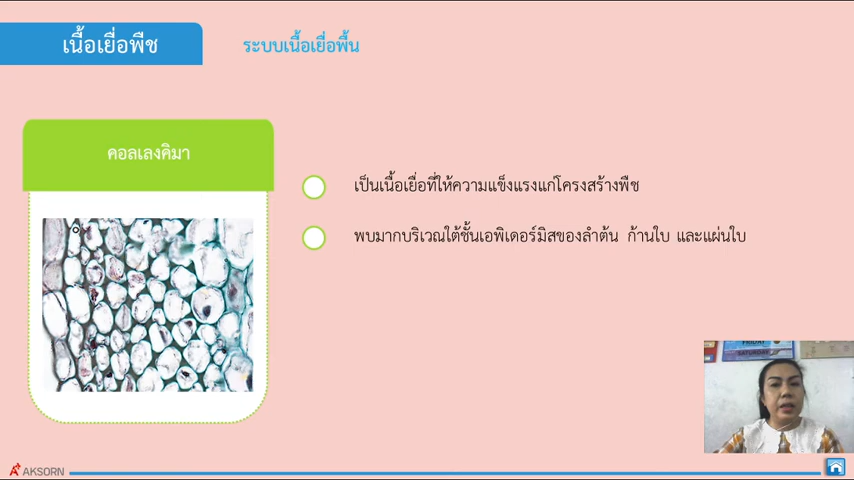 เนื้อเยื่อพืช
ระบบเนื้อเยื่อพื้น
คอลเลงคิมา
เป็นเนื้อเยื่อที่ให้ความแข็งแรงแก่โครงสร้างพืช
พบมากบริเวณใต้ชั้นเอพิเดอร์มิสของลำต้น ก้านใบ และแผ่นใบ
FRIDAY
SATURDAY
AKSORN